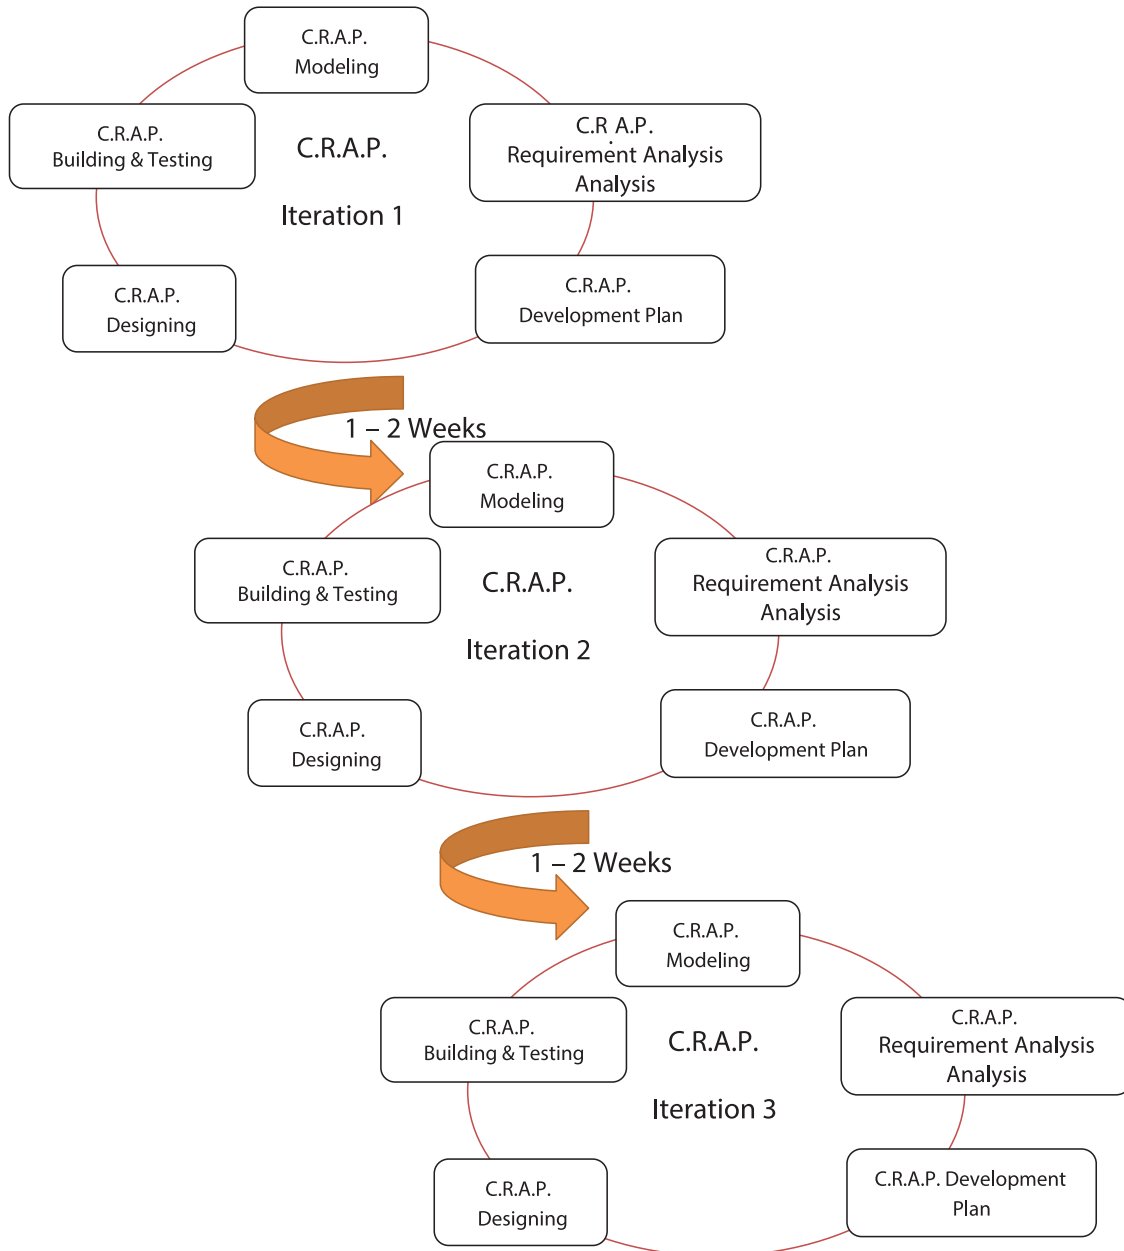 C.R.A.P.
Modeling
C.R.A.P.
Building & Testing
C.R.A.P.
Iteration 1
C.R A.P.
.
Requirement Analysis
Analysis
C.R.A.P.
Designing
C.R.A.P.
Development Plan
1 – 2 Weeks
C.R.A.P.
Modeling
C.R.A.P.
Building & Testing
C.R.A.P.
Iteration 2
C.R.A.P.
Requirement Analysis
Analysis
C.R.A.P.
Designing
C.R.A.P.
Development Plan
1 – 2 Weeks
C.R.A.P.
Modeling
C.R.A.P.
Building & Testing
C.R.A.P.
Iteration 3
C.R.A.P.
Requirement Analysis
Analysis
C.R.A.P.
Designing
C.R.A.P. Development
Plan